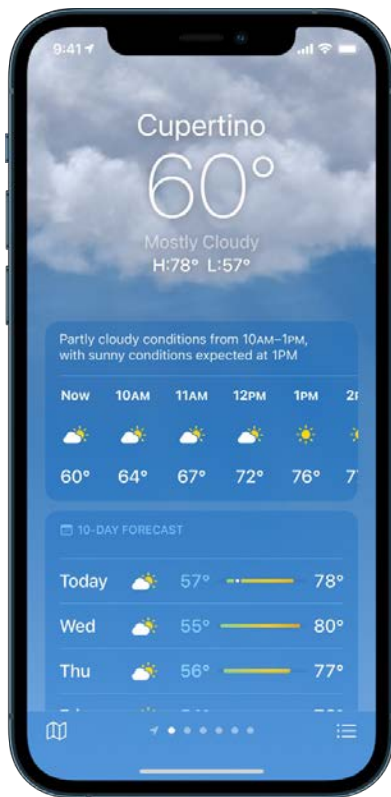 9:41
Cupertino
60°
Mostly Cloudy
H:78° L:57°
Partly cloudy conditions from 10AM–1PM,
with sunny conditions expected at 1PM
Now 10AM 11AM 12PM 1PM
60° 64° 67° 72° 76°
10-DAY FORECAST
Today 57° 78°
Wed 55° 80°
Thu 56° 77°